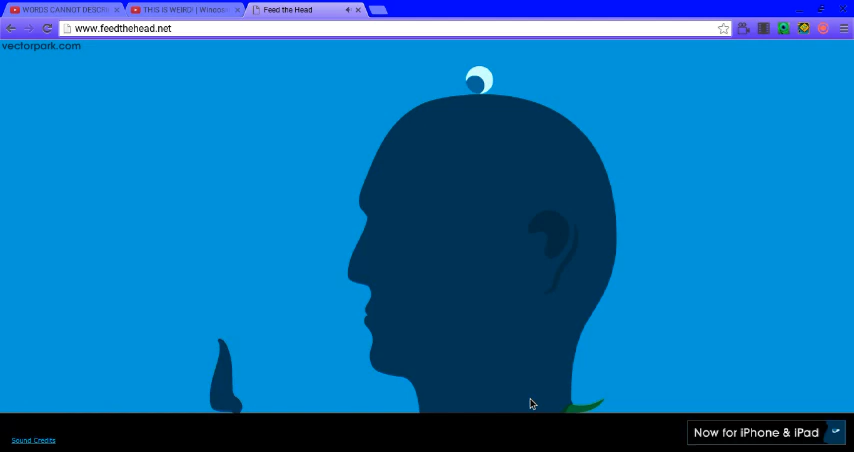 WORDS CANNOT DESCRI
THIS IS WEIRD! | Windos
Feed the Head
www.feedthehead.net
vectorpark.com
Sound Credits
Now for iPhone & iPad